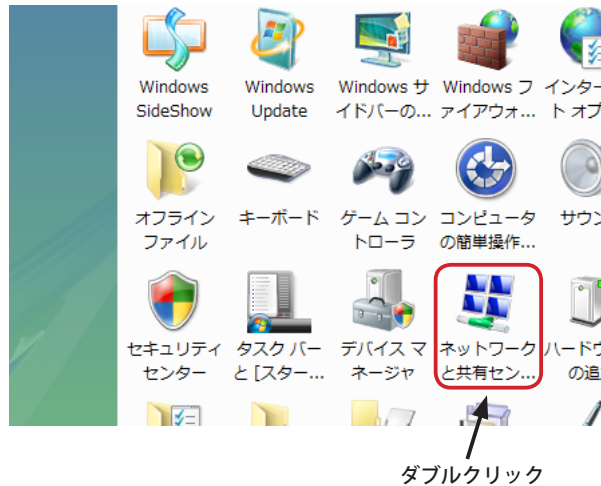 Windows
SideShow
Windows
Update
Windows サ
イドバーの...
Windows フ
ァイアウォ...
インター
ト オプ
オフライン
ファイル
キーボード
ゲーム コン
トローラ
コンピュータ
の簡単操作...
サウン
セキュリティ
センター
タスク バー
と [スター...
デバイス マ
ネージャ
ネットワーク
と共有セン...
ハードウ
の追
ダブルクリック